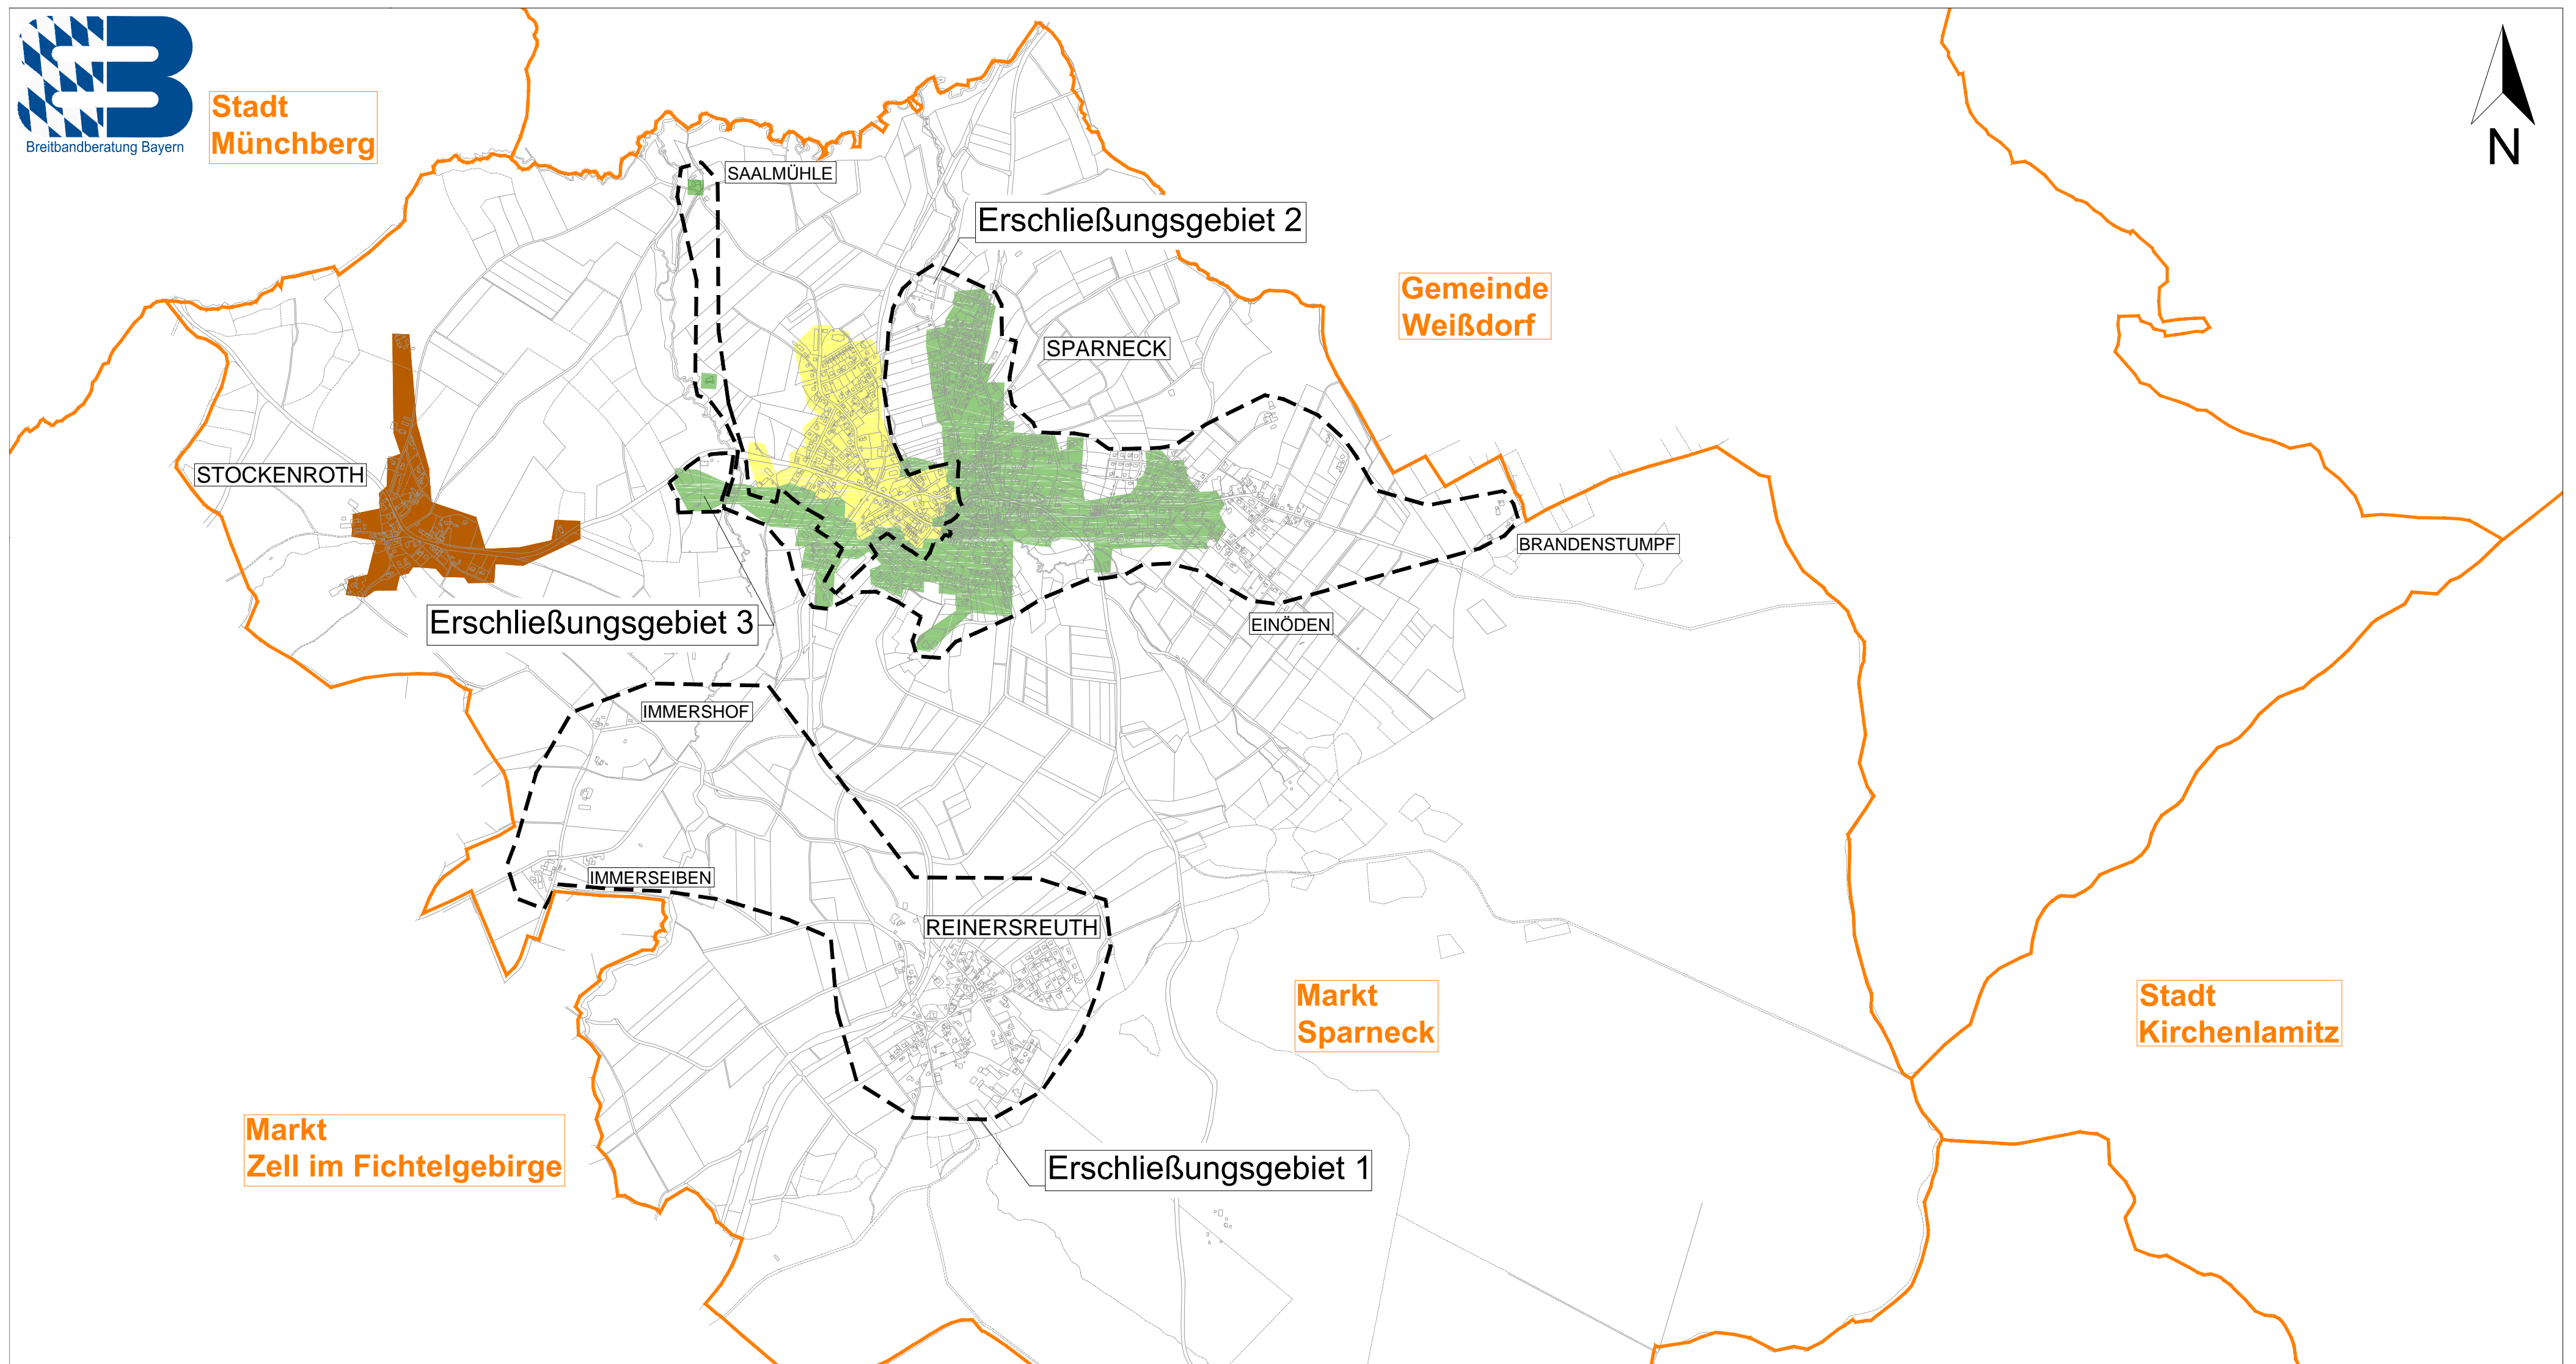 Breitbandberatung Bayern
Stadt
Münchberg
SAALMÜHLE
Erschließungsgebiet 2
N
Gemeinde
Weißdorf
SPARNECK
STOCKENROTH
BRANDENSTUMPF
Erschließungsgebiet 3
EINÖDEN
IMMERSHOF
IMMERSEIBEN
REINERSREUTH
Markt
Sparneck
Stadt
Kirchenlamitz
Markt
Zell im Fichtelgebirge
Erschließungsgebiet 1